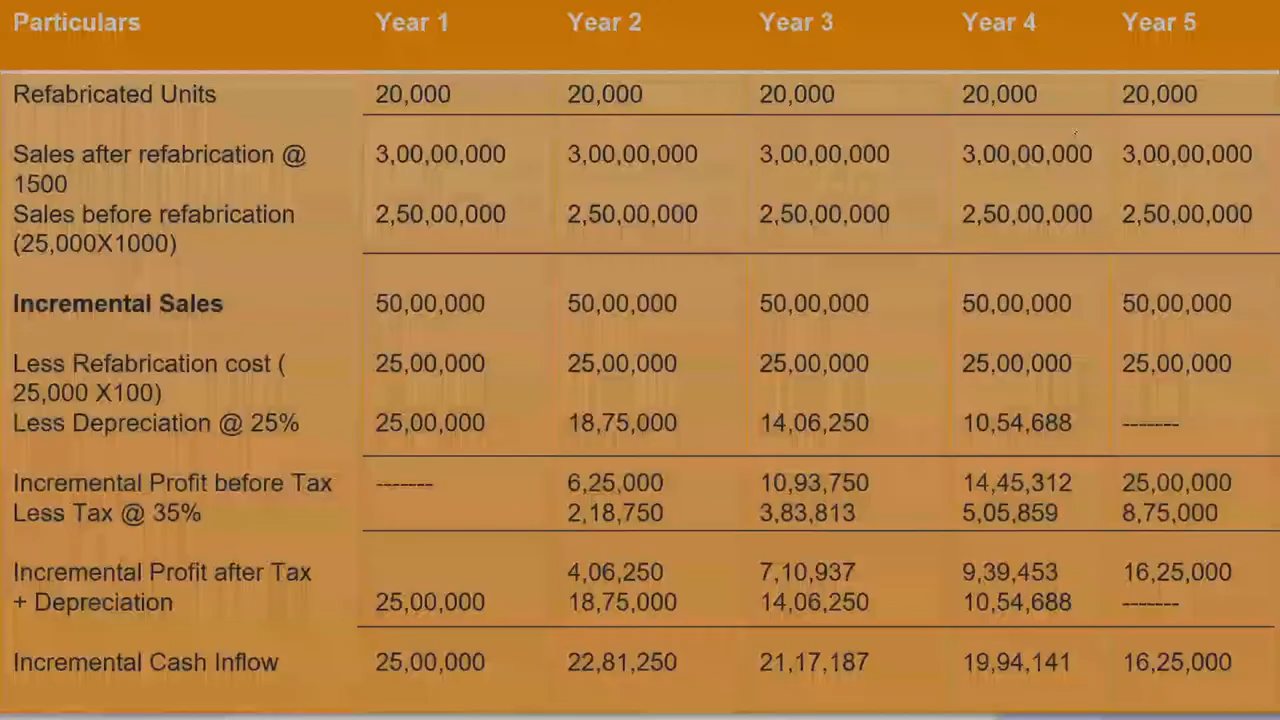 Particulars Year 1 Year 2 Year 3 Year 4 Year 5
Refabricated Units 20,000 20,000 20,000 20,000 20,000
Sales after refabrication @ 3,00,00,000 3,00,00,000 3,00,00,000 3,00,00,000 3,00,00,000
1500
Sales before refabrication 2,50,00,000 2,50,00,000 2,50,00,000 2,50,00,000 2,50,00,000
(25,000X1000)
Incremental Sales 50,00,000 50,00,000 50,00,000 50,00,000 50,00,000
Less Refabrication cost ( 25,00,000 25,00,000 25,00,000 25,00,000 25,00,000
25,000 X100)
Less Depreciation @ 25% 25,00,000 18,75,000 14,06,250 10,54,688 -------
Incremental Profit before Tax ------- 6,25,000 10,93,750 14,45,312 25,00,000
Less Tax @ 35% 2,18,750 3,83,813 5,05,859 8,75,000
Incremental Profit after Tax 4,06,250 7,10,937 9,39,453 16,25,000
+ Depreciation 25,00,000 18,75,000 14,06,250 10,54,688 -------
Incremental Cash Inflow 25,00,000 22,81,250 21,17,187 19,94,141 16,25,000